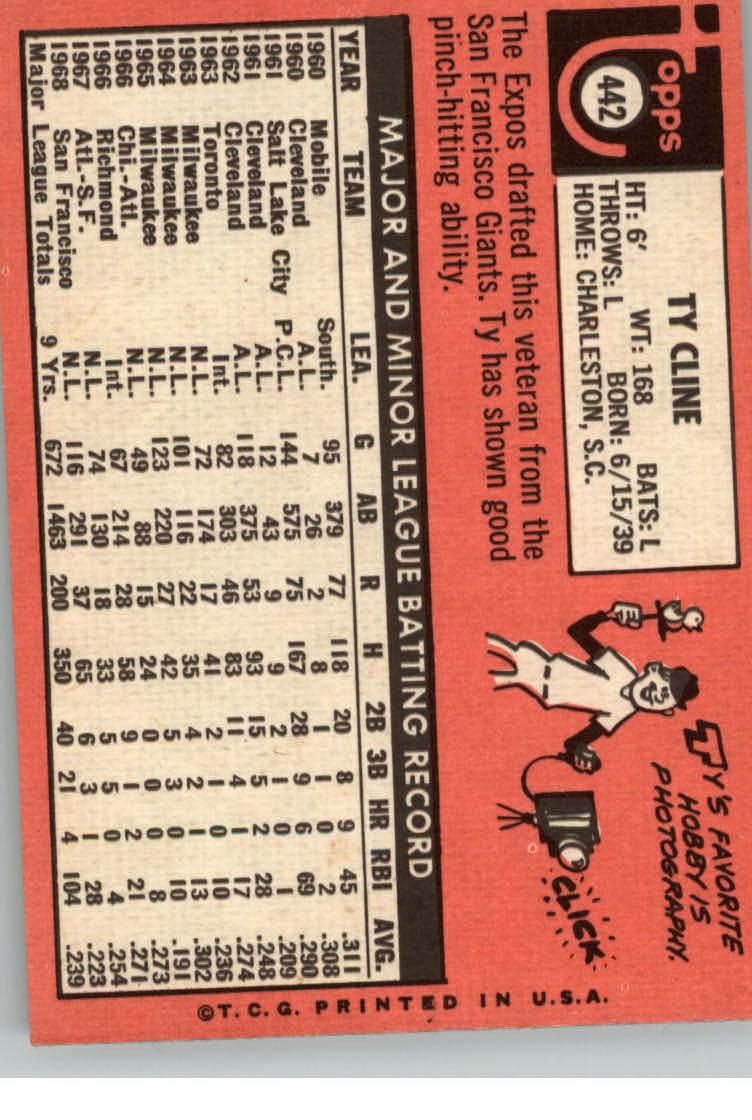 Topps
442
TY CLINE
HT: 6' WT: 168 BATS: L
THROWS: L BORN: 6/15/39
HOME: CHARLESTON, S.C.
TY'S FAVORITE
HOBBY IS
PHOTOGRAPHY.
CLICK
The Expos drafted this veteran from the
San Francisco Giants. Ty has shown good
pinch-hitting ability.
MAJOR AND MINOR LEAGUE BATTING RECORD
YEAR TEAM LEA. G AB R H 2B 3B HR RBI AVG.
1960 Mobile South. 95 379 77 118 20 8 9 45 .311
1960 Cleveland A.L. 7 26 2 8 1 1 0 2 .308
1961 Salt Lake City P.C.L. 144 575 75 167 28 9 6 69 .290
1961 Cleveland A.L. 12 43 9 9 2 1 0 1 .209
1962 Cleveland A.L. 118 375 53 93 15 5 2 28 .248
1963 Toronto Int. 82 303 46 83 11 4 1 17 .274
1963 Milwaukee N.L. 72 174 17 41 2 1 0 10 .236
1964 Milwaukee N.L. 101 116 22 35 4 2 1 13 .302
1965 Milwaukee N.L. 123 220 27 42 5 3 0 10 .191
1966 Chi.-Atl. N.L. 49 88 15 24 0 0 0 8 .273
1966 Richmond Int. 67 214 28 58 9 1 2 21 .271
1967 Atl.-S.F. N.L. 74 130 18 33 5 5 0 4 .254
1968 San Francisco N.L. 116 291 37 65 6 3 1 28 .223
Major League Totals 9 Yrs. 672 1463 200 350 40 21 4 104 .239
©T.C.G. PRINTED IN U.S.A.